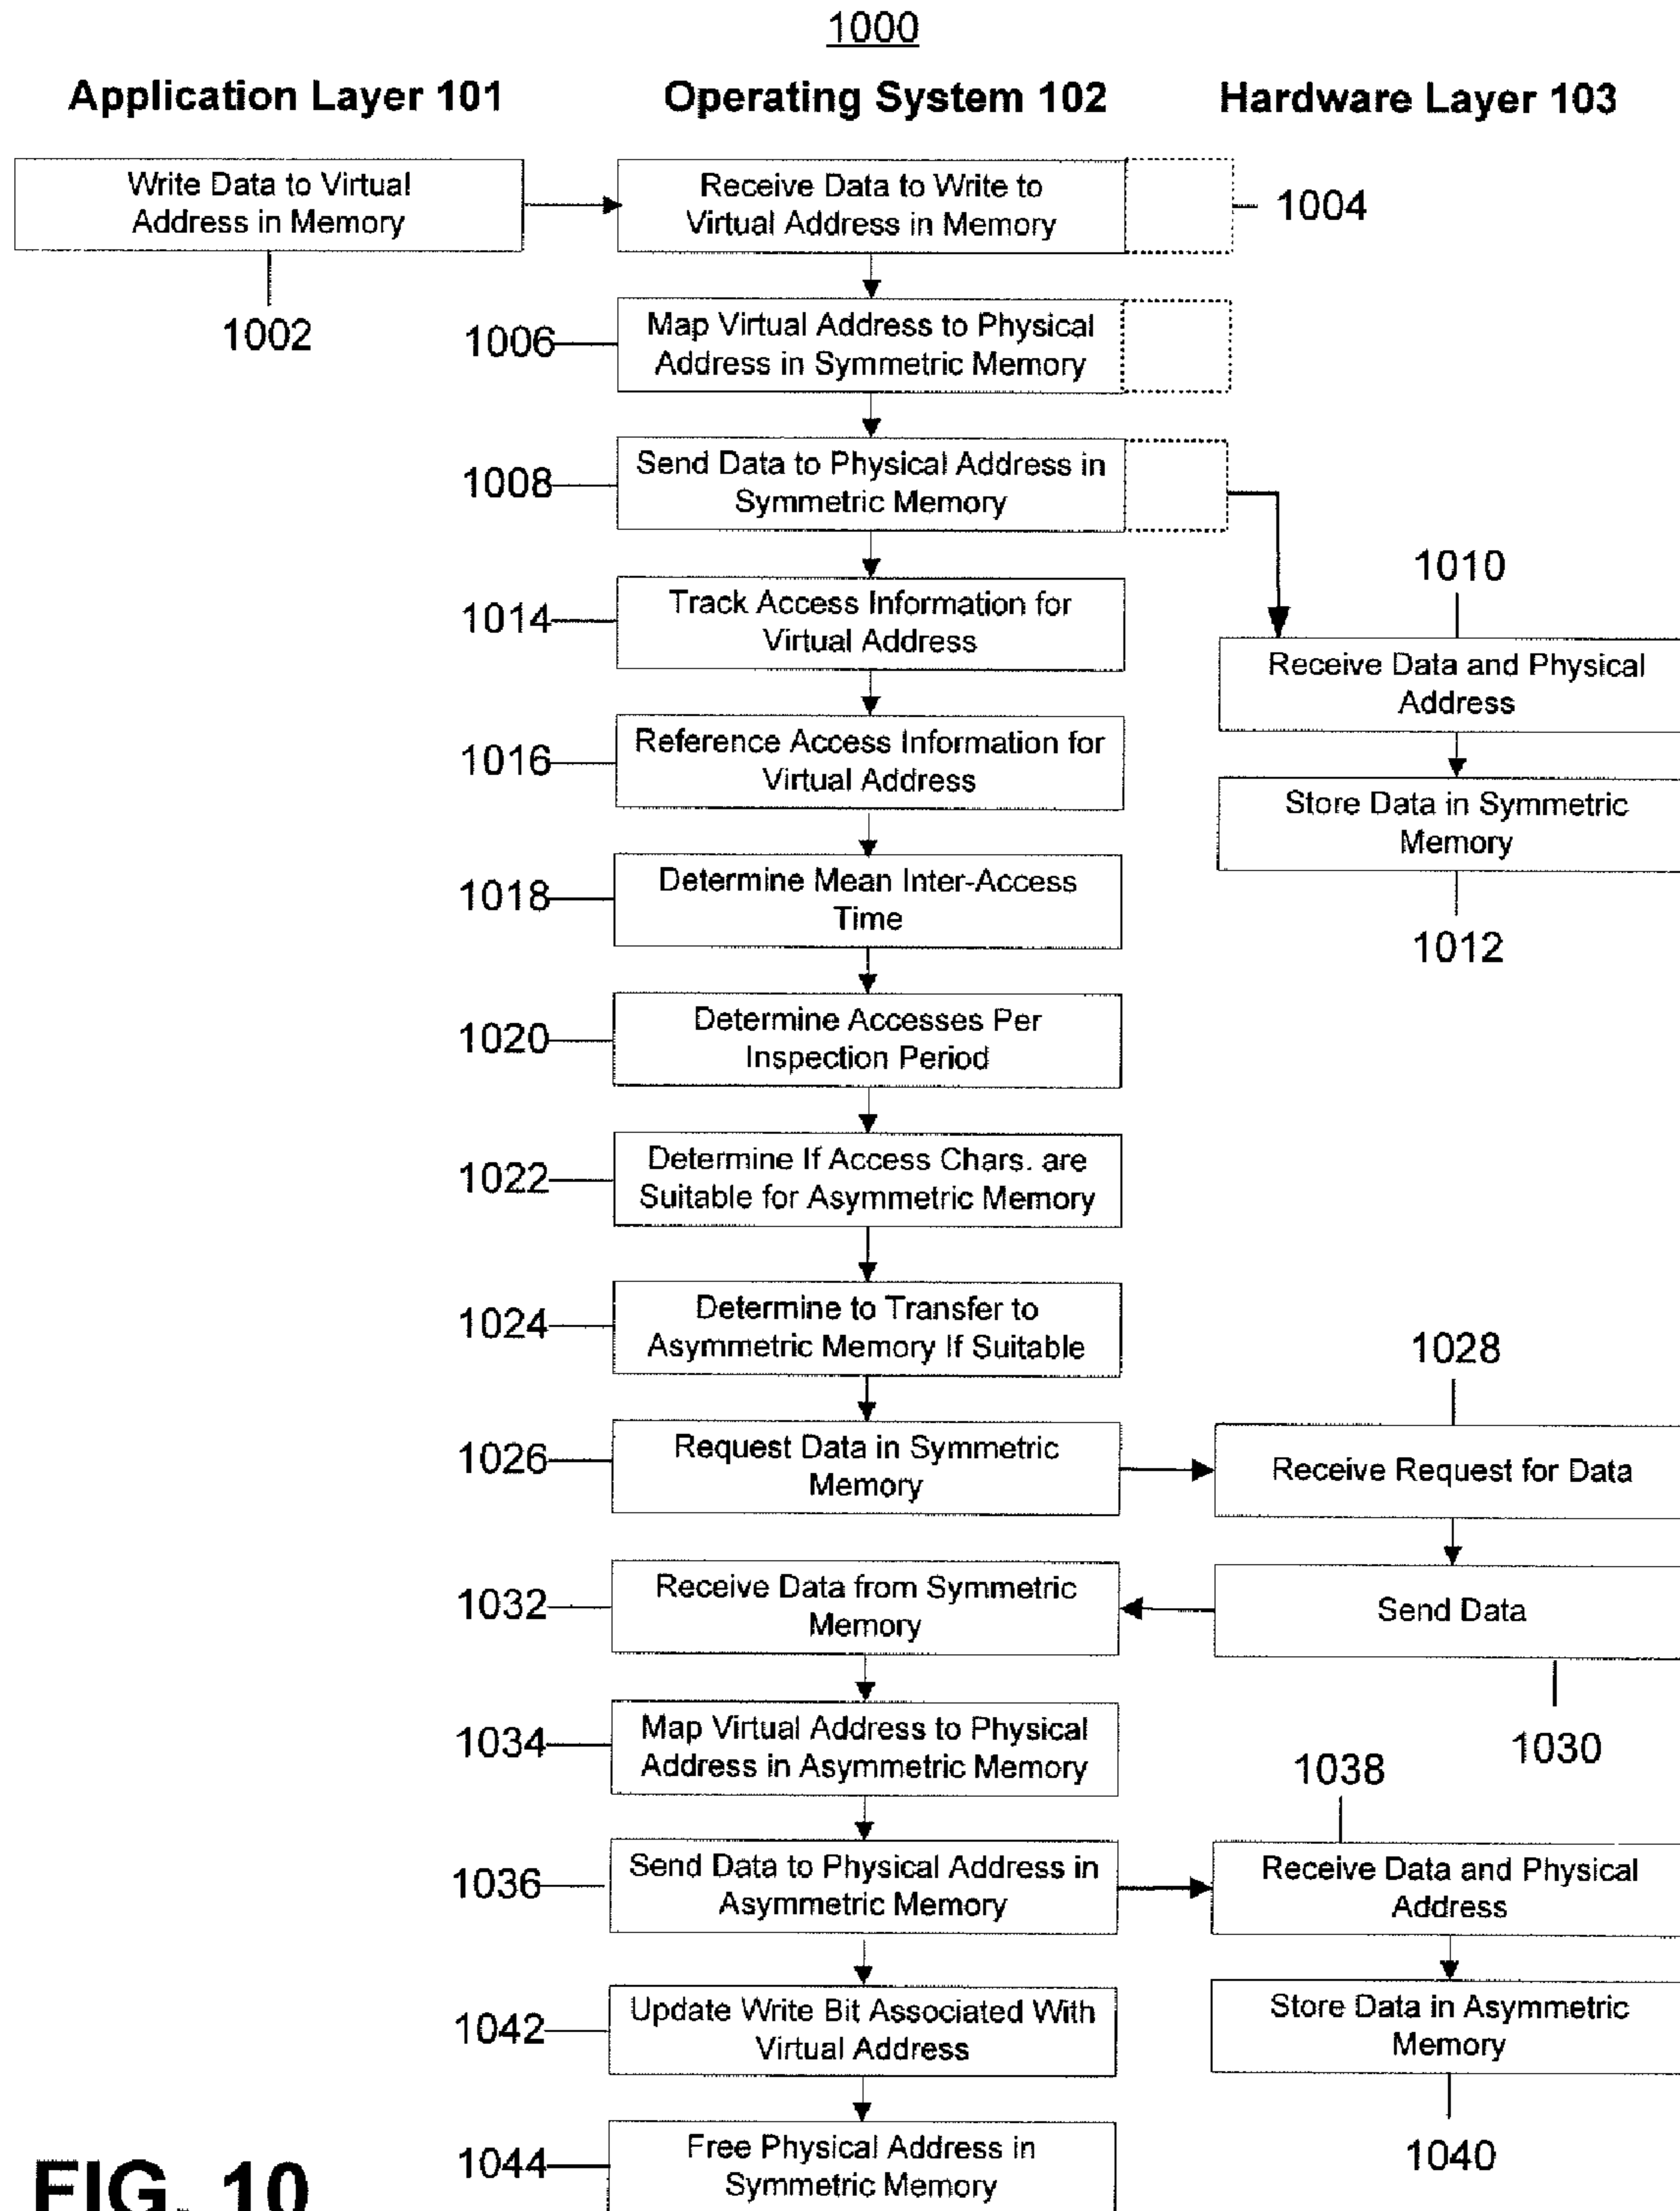 1000
Application Layer 101
Operating System 102
Hardware Layer 103
Write Data to Virtual
Address in Memory
1002
Receive Data to Write to
Virtual Address in Memory
1004
1006
Map Virtual Address to Physical
Address in Symmetric Memory
1008
Send Data to Physical Address in
Symmetric Memory
1014
Track Access Information for
Virtual Address
1010
Receive Data and Physical
Address
1016
Reference Access Information for
Virtual Address
Store Data in Symmetric
Memory
1012
1018
Determine Mean Inter-Access
Time
1020
Determine Accesses Per
Inspection Period
1022
Determine If Access Chars. are
Suitable for Asymmetric Memory
1024
Determine to Transfer to
Asymmetric Memory If Suitable
1026
Request Data in Symmetric
Memory
1028
Receive Request for Data
1032
Receive Data from Symmetric
Memory
Send Data
1030
1034
Map Virtual Address to Physical
Address in Asymmetric Memory
1036
Send Data to Physical Address in
Asymmetric Memory
1038
Receive Data and Physical
Address
1042
Update Write Bit Associated With
Virtual Address
Store Data in Asymmetric
Memory
1040
1044
Free Physical Address in
Symmetric Memory
FIG. 10